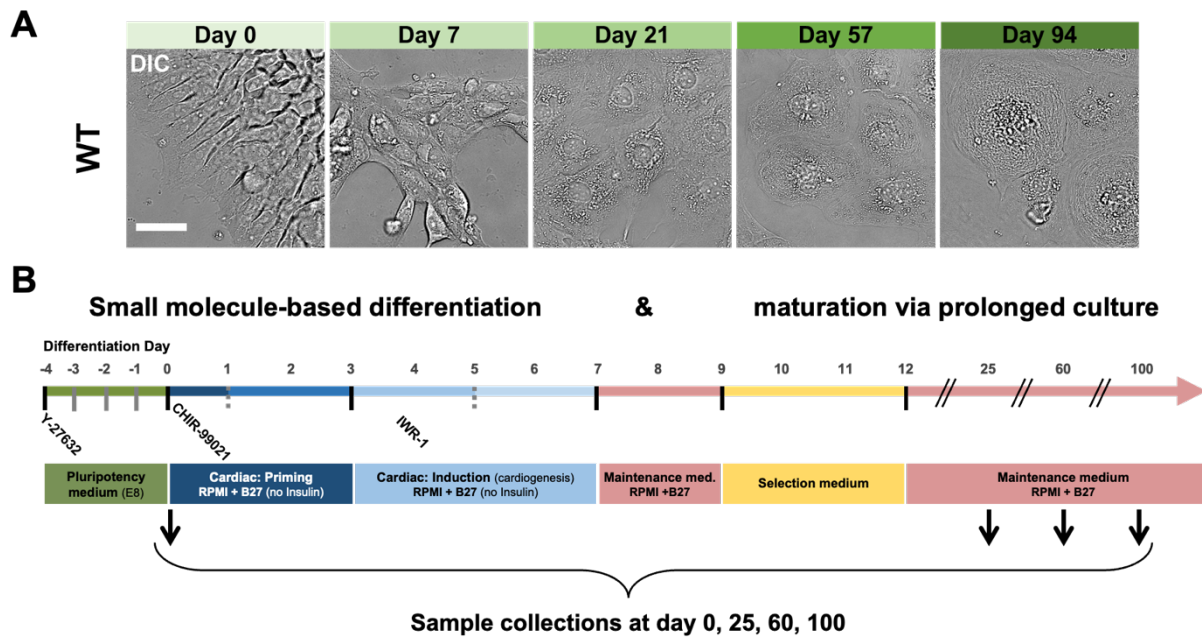 A
Day 0 Day 7 Day 21 Day 57 Day 94
DIC
WT
B
Small molecule-based differentiation & maturation via prolonged culture
Differentiation Day
-4 -3 -2 -1 0 1 2 3 4 5 6 7 8 9 10 11 12 25 60 100
Y-27632 CHIR-99021 IWR-1
Pluripotency medium (E8)
Cardiac: Priming
RPMI + B27 (no Insulin)
Cardiac: Induction (cardiogenesis)
RPMI + B27 (no Insulin)
Maintenance med.
RPMI +B27
Selection medium
Maintenance medium
RPMI + B27
Sample collections at day 0, 25, 60, 100